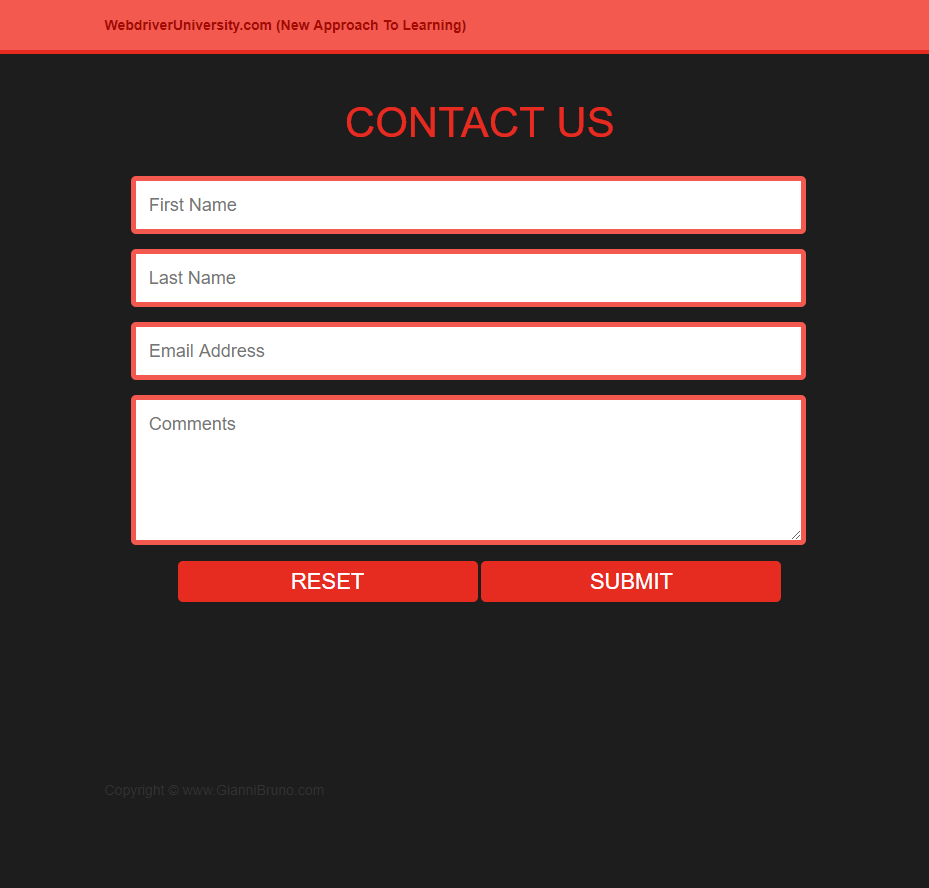 WebdriverUniversity.com (New Approach To Learning)
CONTACT US
First Name
Last Name
Email Address
Comments
RESET SUBMIT
Copyright © www.GianniBruno.com